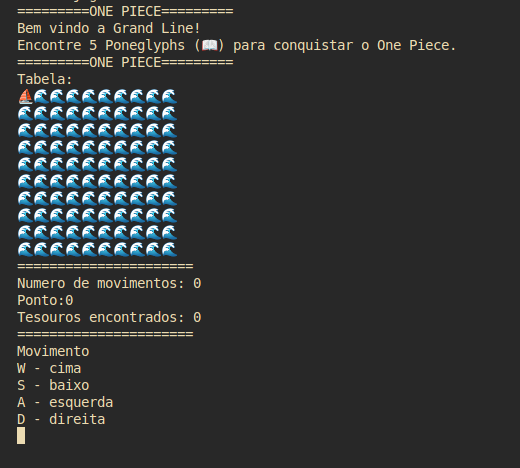 =========ONE PIECE=========
Bem vindo a Grand Line!
Encontre 5 Poneglyphs (📖) para conquistar o One Piece.
=========ONE PIECE=========
Tabela:
⛵🌊🌊🌊🌊🌊🌊🌊🌊🌊
🌊🌊🌊🌊🌊🌊🌊🌊🌊🌊
🌊🌊🌊🌊🌊🌊🌊🌊🌊🌊
🌊🌊🌊🌊🌊🌊🌊🌊🌊🌊
🌊🌊🌊🌊🌊🌊🌊🌊🌊🌊
🌊🌊🌊🌊🌊🌊🌊🌊🌊🌊
🌊🌊🌊🌊🌊🌊🌊🌊🌊🌊
🌊🌊🌊🌊🌊🌊🌊🌊🌊🌊
🌊🌊🌊🌊🌊🌊🌊🌊🌊🌊
🌊🌊🌊🌊🌊🌊🌊🌊🌊🌊
======================
Numero de movimentos: 0
Ponto:0
Tesouros encontrados: 0
======================
Movimento
W - cima
S - baixo
A - esquerda
D - direita